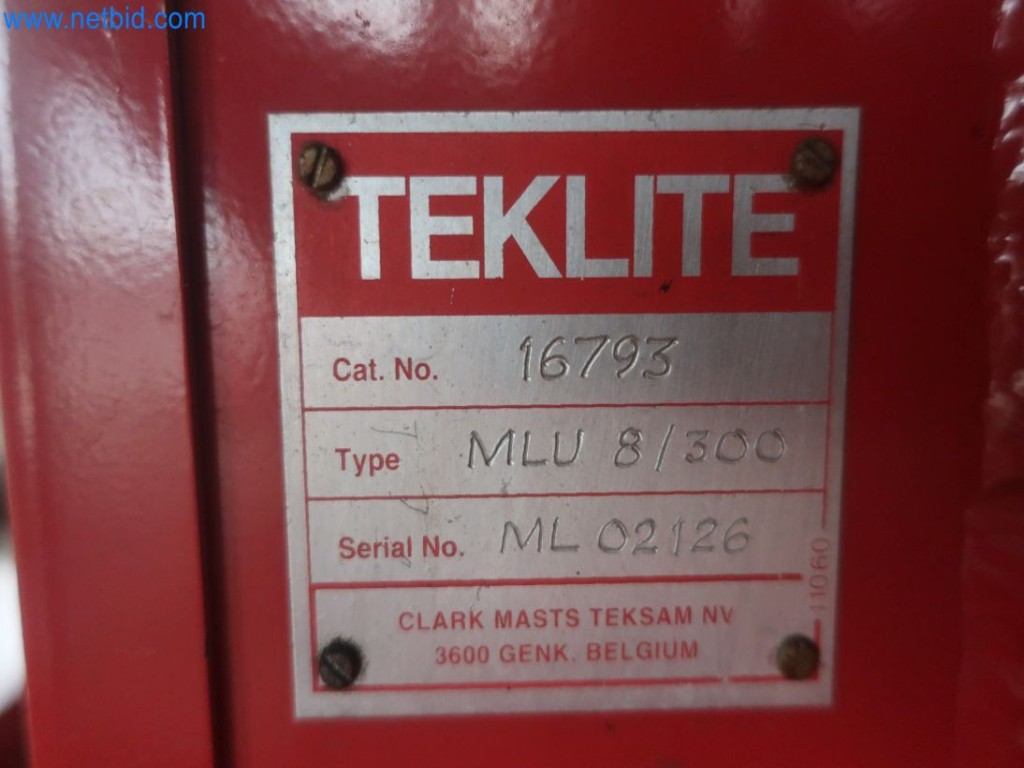 www.netbid.com
TEKLITE
Cat. No. 16793
Type MLU 8/300
Serial No. ML 02126
11060
CLARK MASTS TEKSAM NV
3600 GENK. BELGIUM